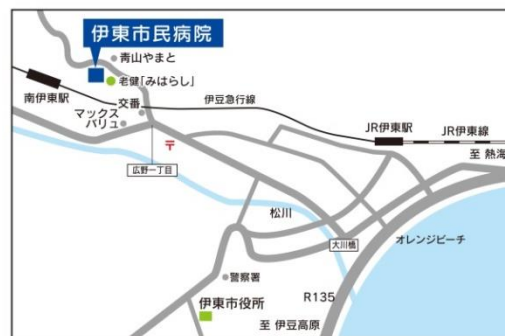 伊東市民病院
青山やまと
老健「みはらし」
南伊東駅
交番
マックス
バリュ
伊豆急行線
JR伊東駅
JR伊東線
至 熱海
〒
広野一丁目
松川
大川橋
オレンジビーチ
警察署
伊東市役所
R135
至 伊豆高原